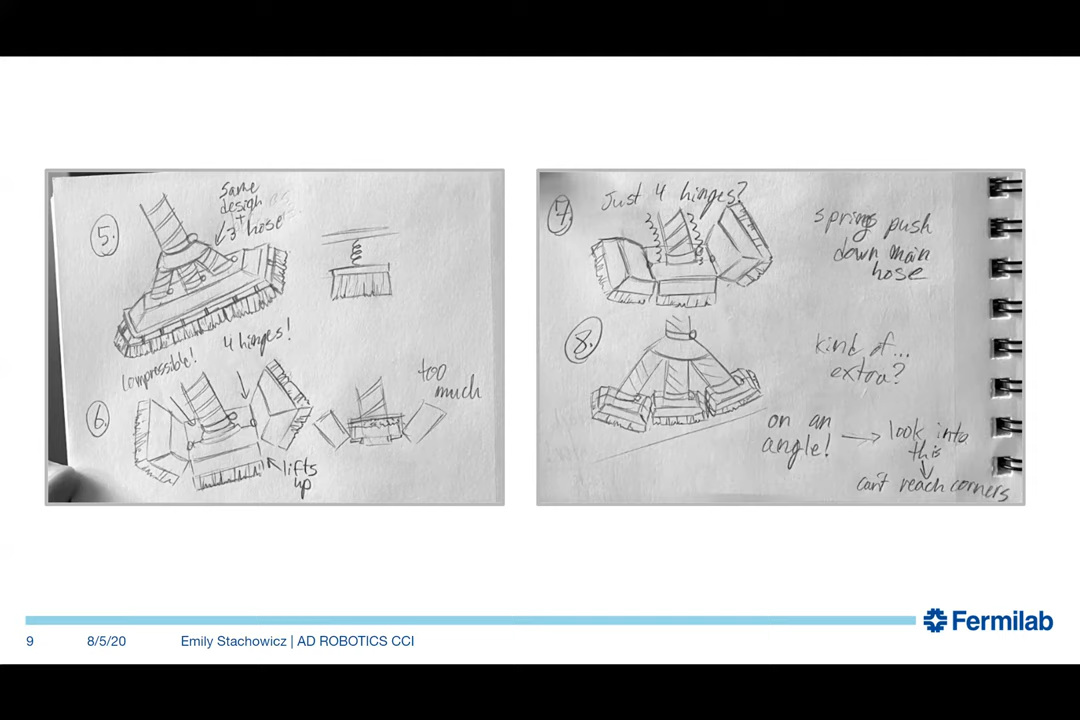 5.
same
design
+
3 hose
Compressible!
4 hinges!
6.
too
much
lifts
up
7.
Just 4 hinges?
springs push
down main
hose
8.
kind of...
extra?
on an
angle!
look into
this
can't reach corners
9
8/5/20
Emily Stachowicz | AD ROBOTICS CCI
Fermilab